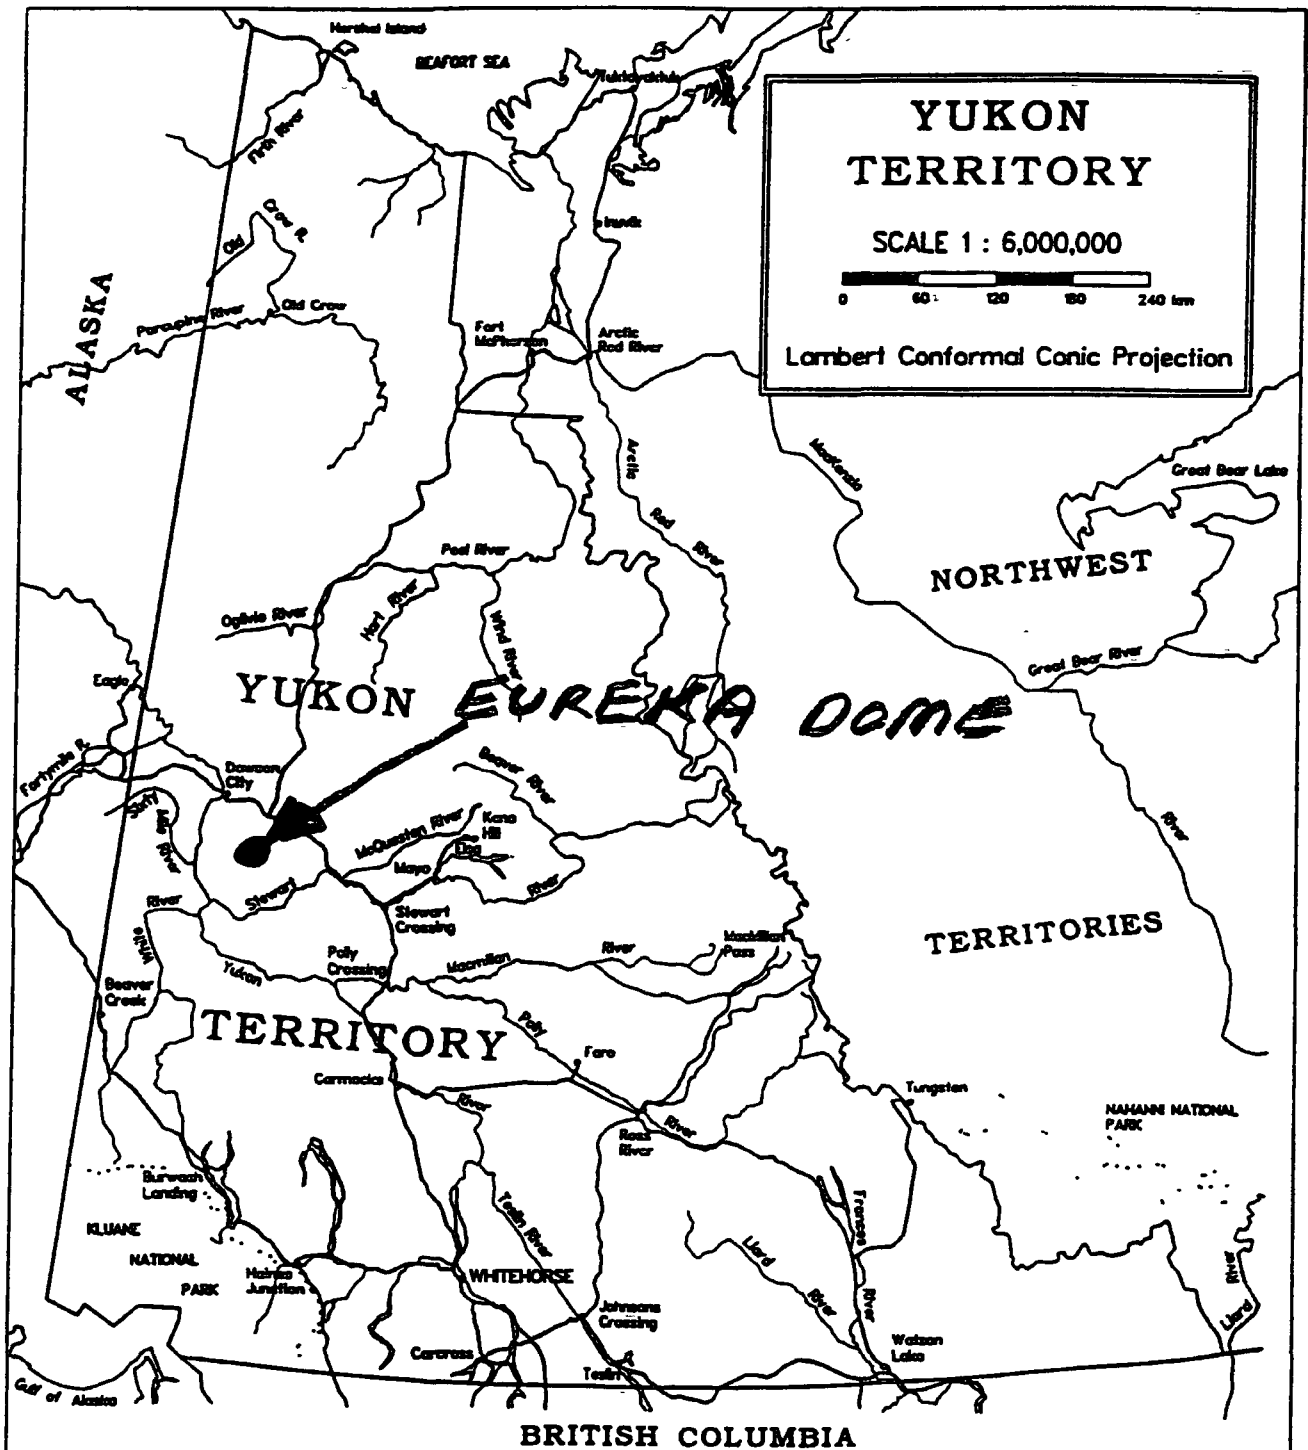 Hershel Island
BEAFORT SEA
Tuktoyaktuk
YUKON
TERRITORY
SCALE 1 : 6,000,000
0 60 120 180 240 km
Lambert Conformal Conic Projection
Firth River
Old Crow R.
Inuvik
ALASKA
Porcupine River
Old Crow
Fort
McPherson
Arctic
Red River
MacKenzie
Great Bear Lake
Arctic Red River
Peel River
NORTHWEST
Ogilvie River
Hart River
Wind River
Great Bear River
Eagle
YUKON
EUREKA DOME
Fortymile R.
Dawson
City
Beaver River
Sixty Mile River
McQuesten River
Keno
Hill
Elsa
Mayo
River
River
Stewart
River
Stewart
Crossing
White
TERRITORIES
Pelly
Crossing
Macmillan River
MacMillan
Pass
Yukon
Beaver
Creek
TERRITORY
Pelly
Faro
Carmacks
Tungsten
River
NAHANNI NATIONAL
PARK
Ross
River
River
Burwash
Landing
Teslin River
Frances
KLUANE
NATIONAL
PARK
Liard River
River
Haines
Junction
WHITEHORSE
River
Liard
Johnsons
Crossing
Watson
Lake
Carcross
Teslin
Gulf of Alaska
BRITISH COLUMBIA